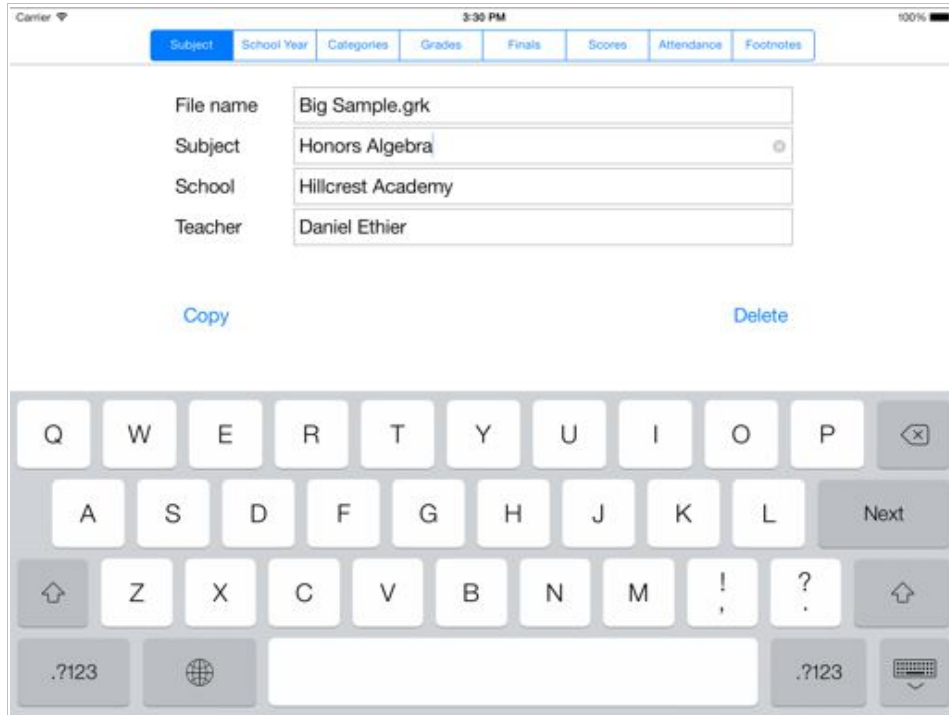 Carrier 3:30 PM 100%
Subject School Year Categories Grades Finals Scores Attendance Footnotes
File name Big Sample.grk
Subject Honors Algebra
School Hillcrest Academy
Teacher Daniel Ethier
Copy Delete
Q W E R T Y U I O P
A S D F G H J K L Next
Z X C V B N M ! , ? .
.?123 .?123